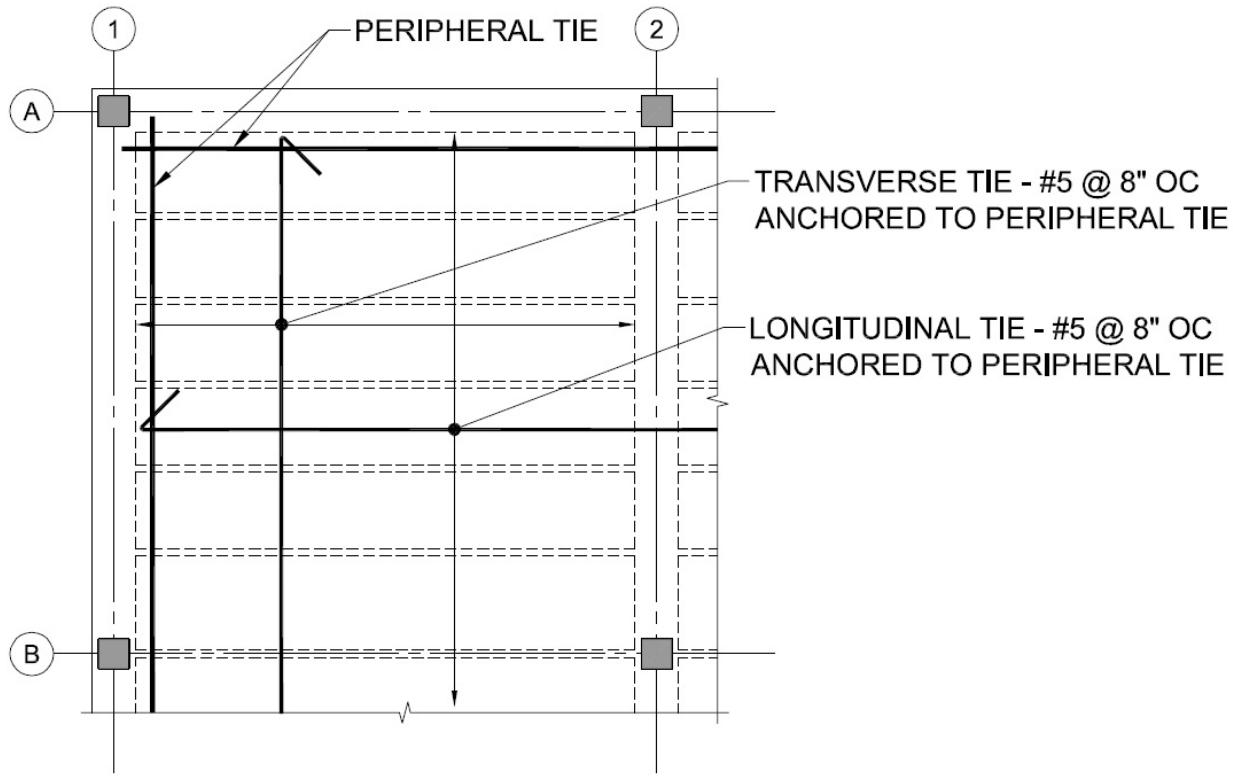 1
2
PERIPHERAL TIE
A
TRANSVERSE TIE - #5 @ 8" OC
ANCHORED TO PERIPHERAL TIE
LONGITUDINAL TIE - #5 @ 8" OC
ANCHORED TO PERIPHERAL TIE
B